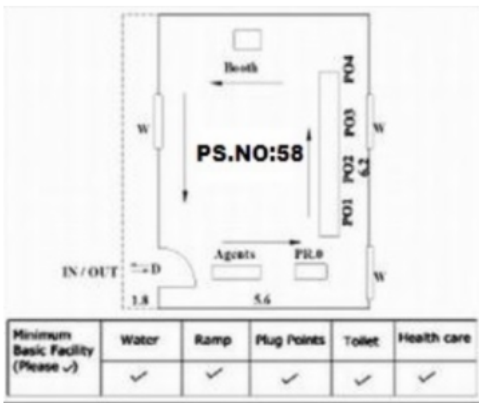 Booth
PO4
PO3
PO2
PO1
6.2
W
W
PS.NO:58
Agents
PR.0
IN / OUT
D
W
1.8
5.6
Minimum Basic Facility (Please ✓)
Water
Ramp
Plug Points
Toilet
Health care
✓
✓
✓
✓
✓